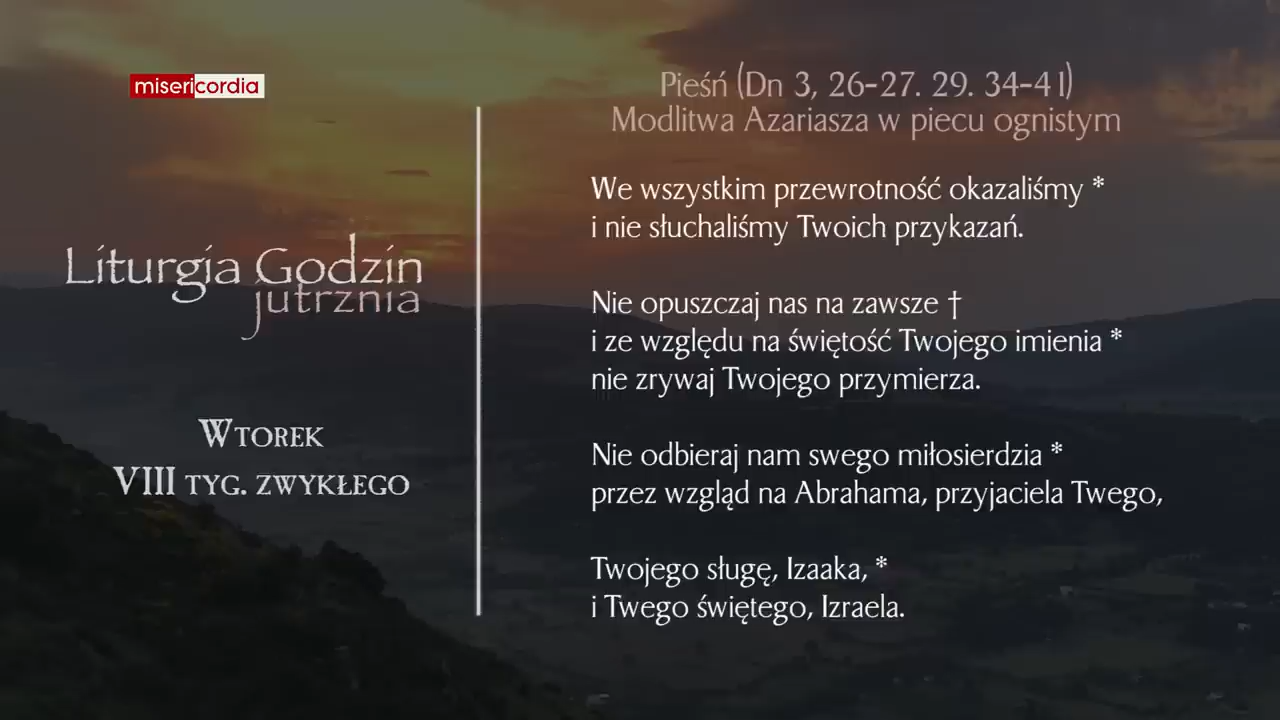 misericordia
Liturgia Godzin
jutrznia
Wtorek
VIII tyg. zwykłego
Pieśń (Dn 3, 26-27. 29. 34-41)
Modlitwa Azariasza w piecu ognistym
We wszystkim przewrotność okazaliśmy *
i nie słuchaliśmy Twoich przykazań.
Nie opuszczaj nas na zawsze †
i ze względu na świętość Twojego imienia *
nie zrywaj Twojego przymierza.
Nie odbieraj nam swego miłosierdzia *
przez wzgląd na Abrahama, przyjaciela Twego,
Twojego sługę, Izaaka, *
i Twego świętego, Izraela.